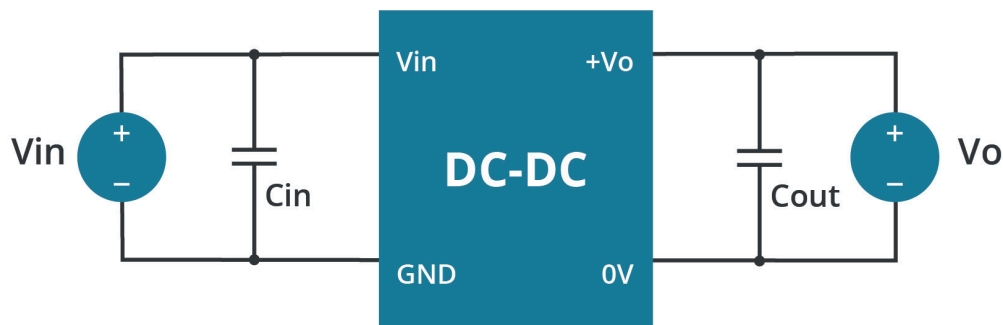 Vin
+
−
Cin
Vin
GND
DC-DC
+Vo
0V
Cout
+
−
Vo